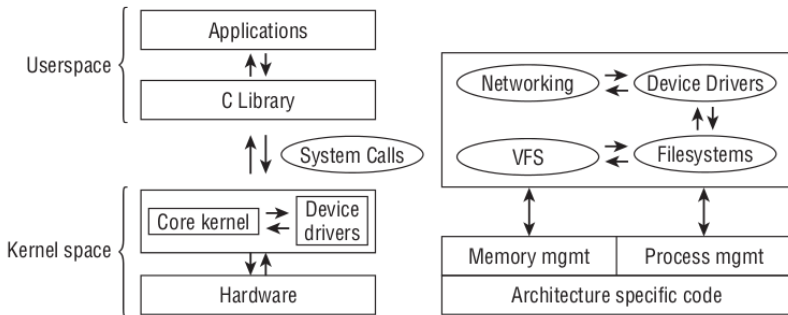 Applications
Userspace
C Library
System Calls
Core kernel
Device
drivers
Kernel space
Hardware
Networking
Device Drivers
VFS
Filesystems
Memory mgmt
Process mgmt
Architecture specific code